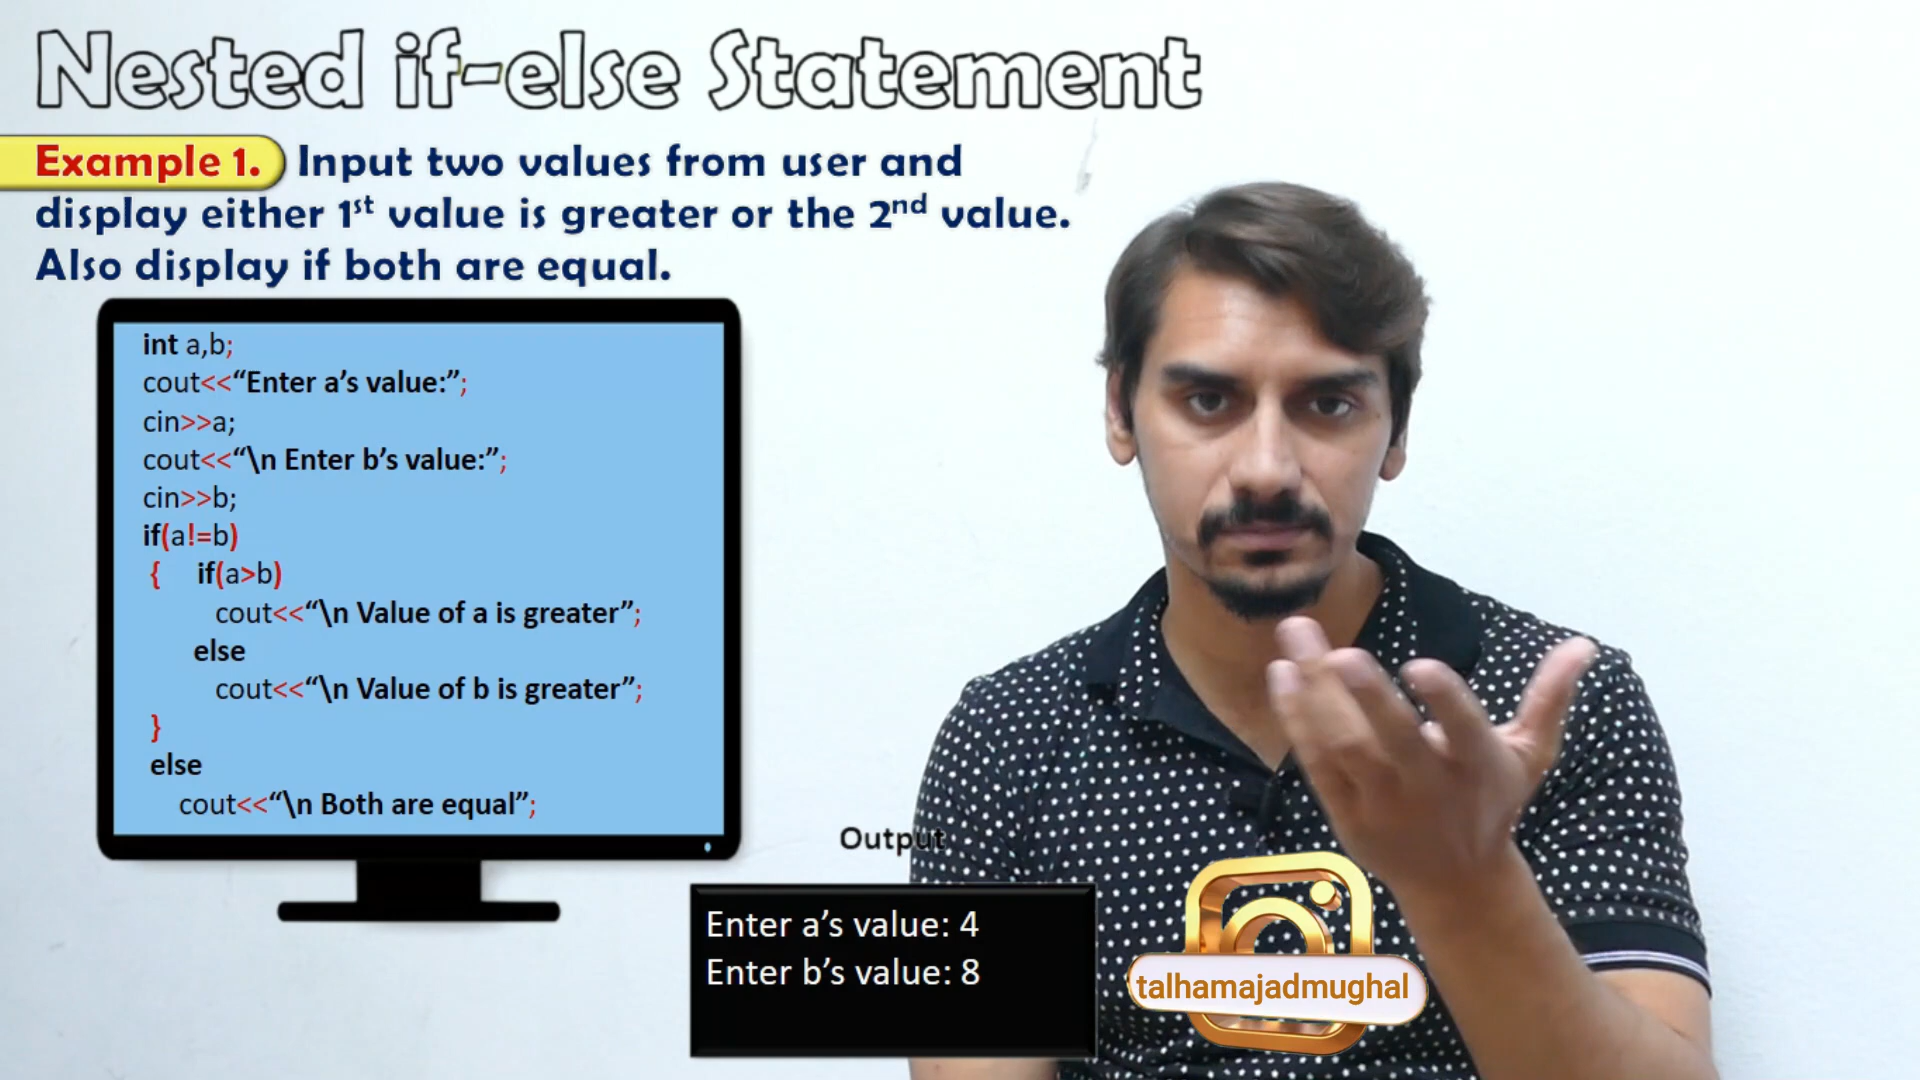 Nested if-else Statement
Example 1. Input two values from user and
display either 1st value is greater or the 2nd value.
Also display if both are equal.
int a,b;
cout<<“Enter a’s value:”;
cin>>a;
cout<<“\n Enter b’s value:”;
cin>>b;
if(a!=b)
{ if(a>b)
cout<<“\n Value of a is greater”;
else
cout<<“\n Value of b is greater”;
}
else
cout<<“\n Both are equal”;
Output
Enter a’s value: 4
Enter b’s value: 8
talhamajadmughal